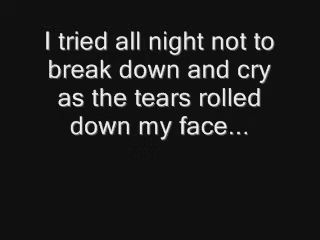 I tried all night not to
break down and cry
as the tears rolled
down my face...